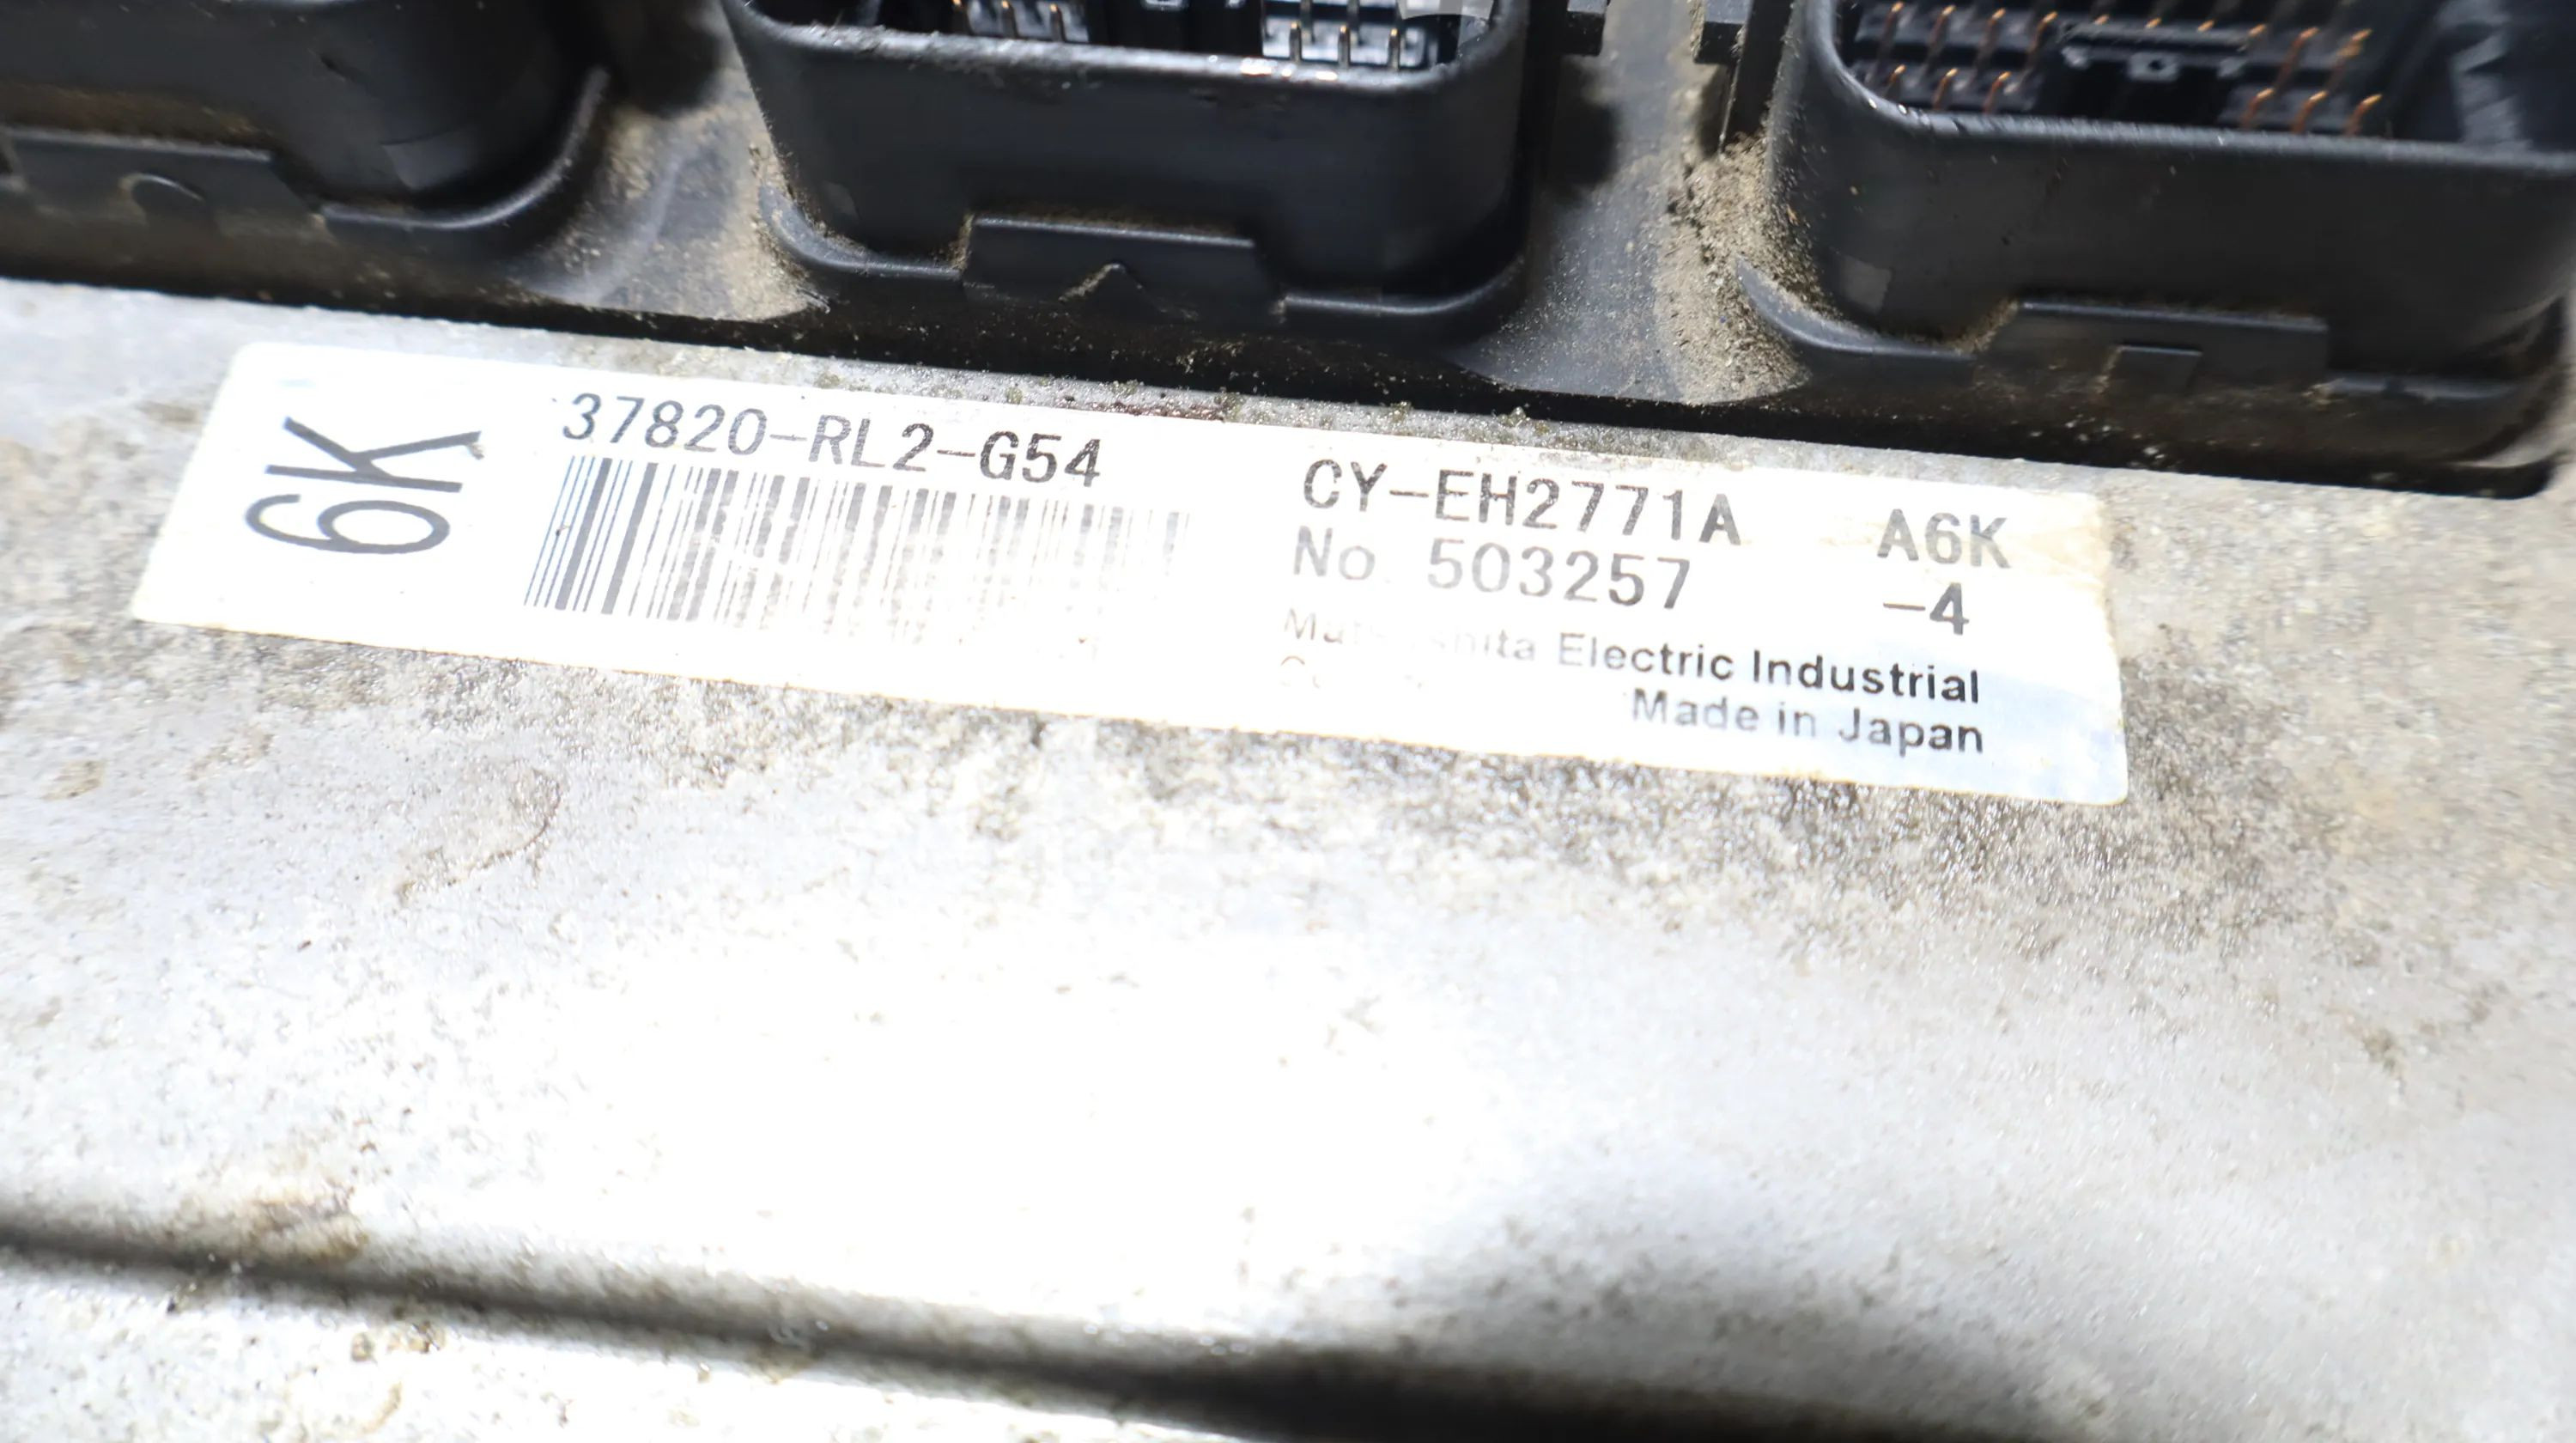 6K
37820-RL2-G54
CY-EH2771A A6K
No. 503257 -4
Electric Industrial
Made in Japan